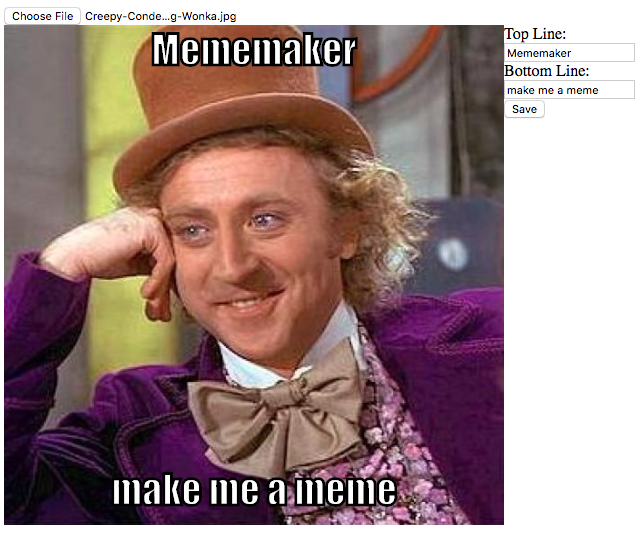 Choose File Creepy-Conde...g-Wonka.jpg
Mememaker
Top Line:
Mememaker
Bottom Line:
make me a meme
Save
make me a meme